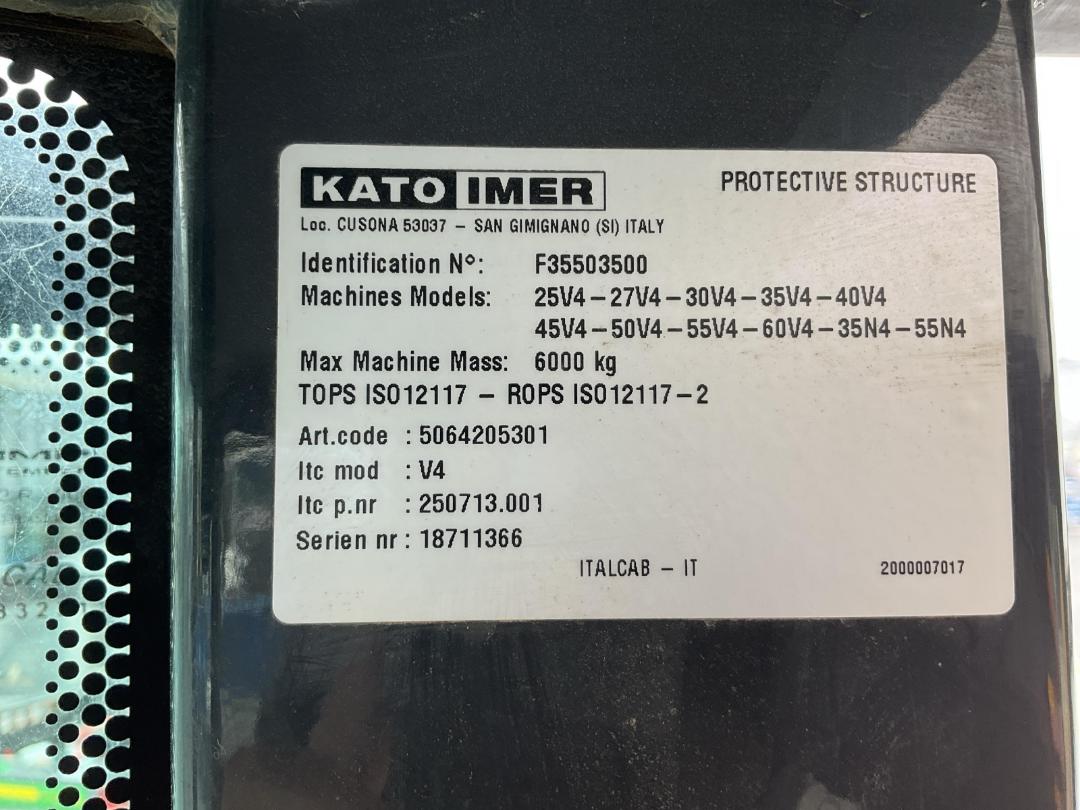 KATO IMER
PROTECTIVE STRUCTURE
Loc. CUSONA 53037 – SAN GIMIGNANO (SI) ITALY
Identification Nº: F35503500
Machines Models: 25V4–27V4–30V4–35V4–40V4
45V4–50V4–55V4–60V4–35N4–55N4
Max Machine Mass: 6000 kg
TOPS ISO12117 – ROPS ISO12117–2
Art.code : 5064205301
Itc mod : V4
Itc p.nr : 250713.001
Serien nr : 18711366
ITALCAB – IT 2000007017